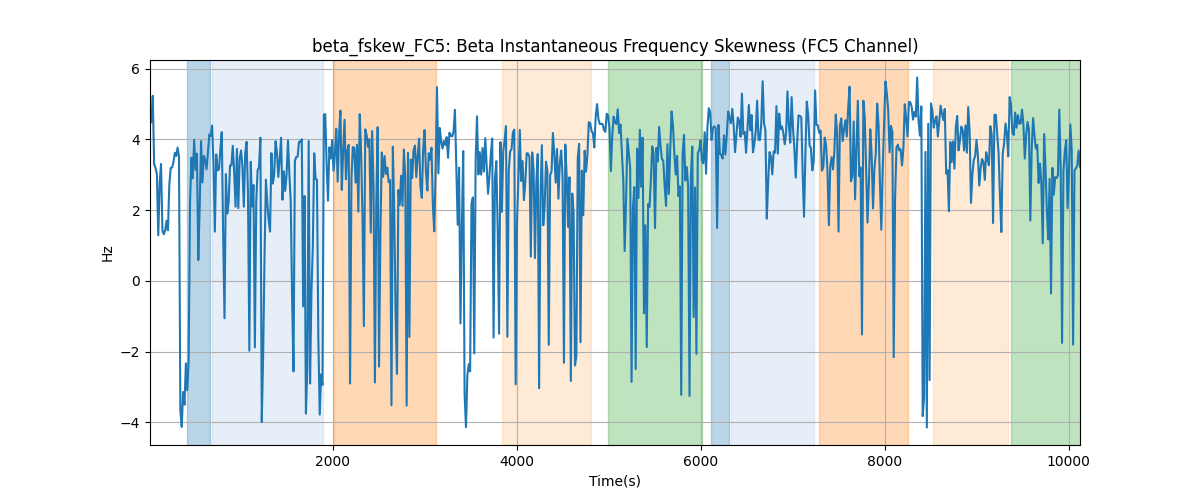 beta_fskew_FC5: Beta Instantaneous Frequency Skewness (FC5 Channel)
6
4
2
0
−2
−4
Hz
2000 4000 6000 8000 10000
Time(s)